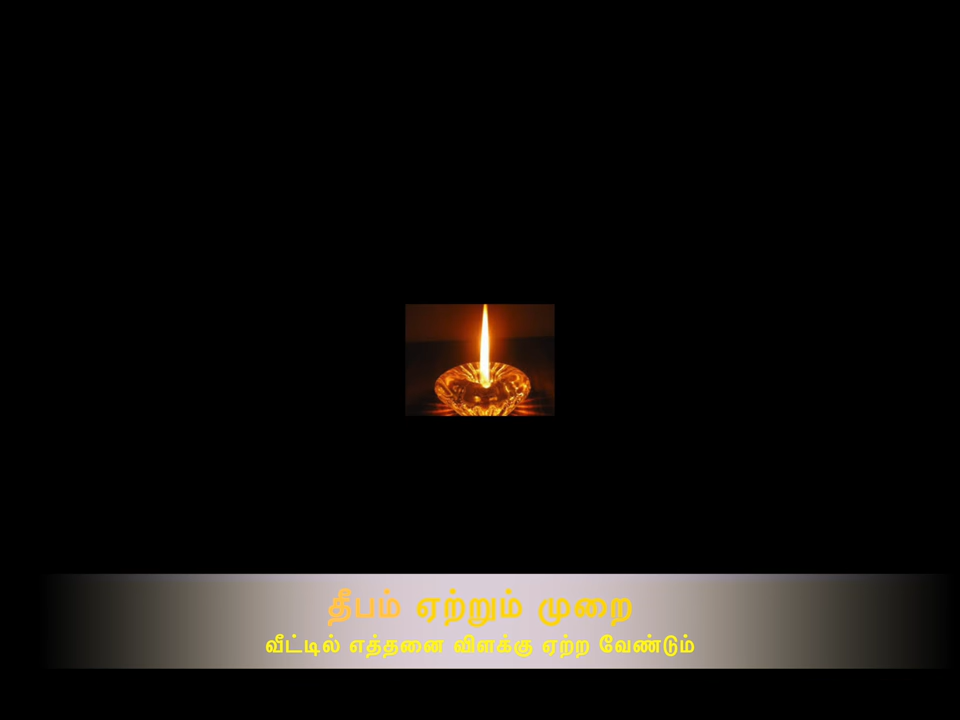 தீபம் ஏற்றும் முறை
வீட்டில் எத்தனை விளக்கு ஏற்ற வேண்டும்